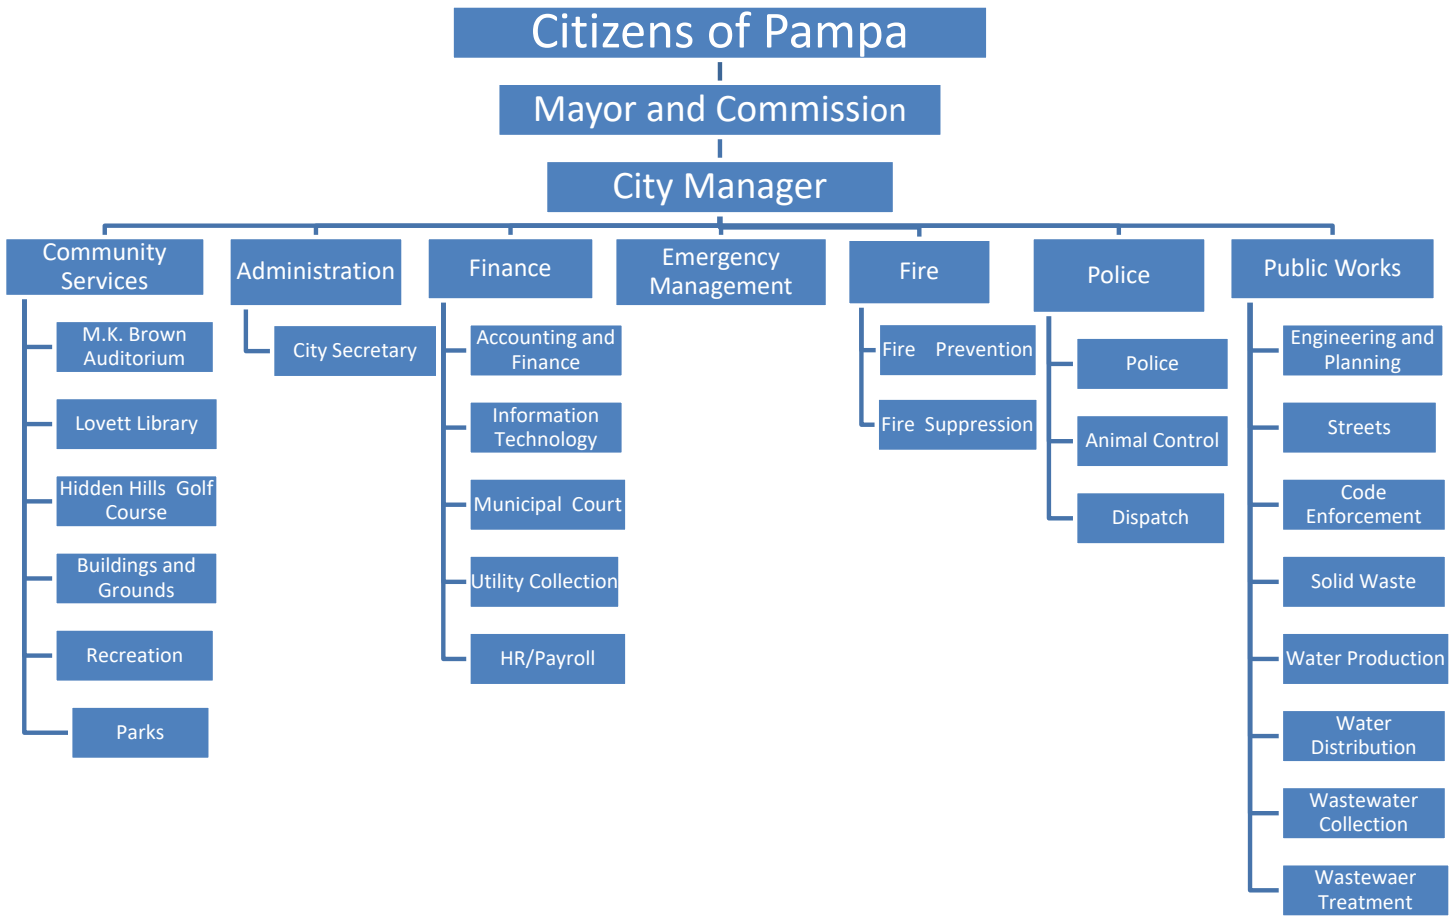 Citizens of Pampa
Mayor and Commission
City Manager
Community
Services
M.K. Brown
Auditorium
Lovett Library
Hidden Hills Golf
Course
Buildings and
Grounds
Recreation
Parks
Administration
City Secretary
Finance
Accounting and
Finance
Information
Technology
Municipal Court
Utility Collection
HR/Payroll
Emergency
Management
Fire
Fire Prevention
Fire Suppression
Police
Police
Animal Control
Dispatch
Public Works
Engineering and
Planning
Streets
Code
Enforcement
Solid Waste
Water Production
Water
Distribution
Wastewater
Collection
Wastewaer
Treatment